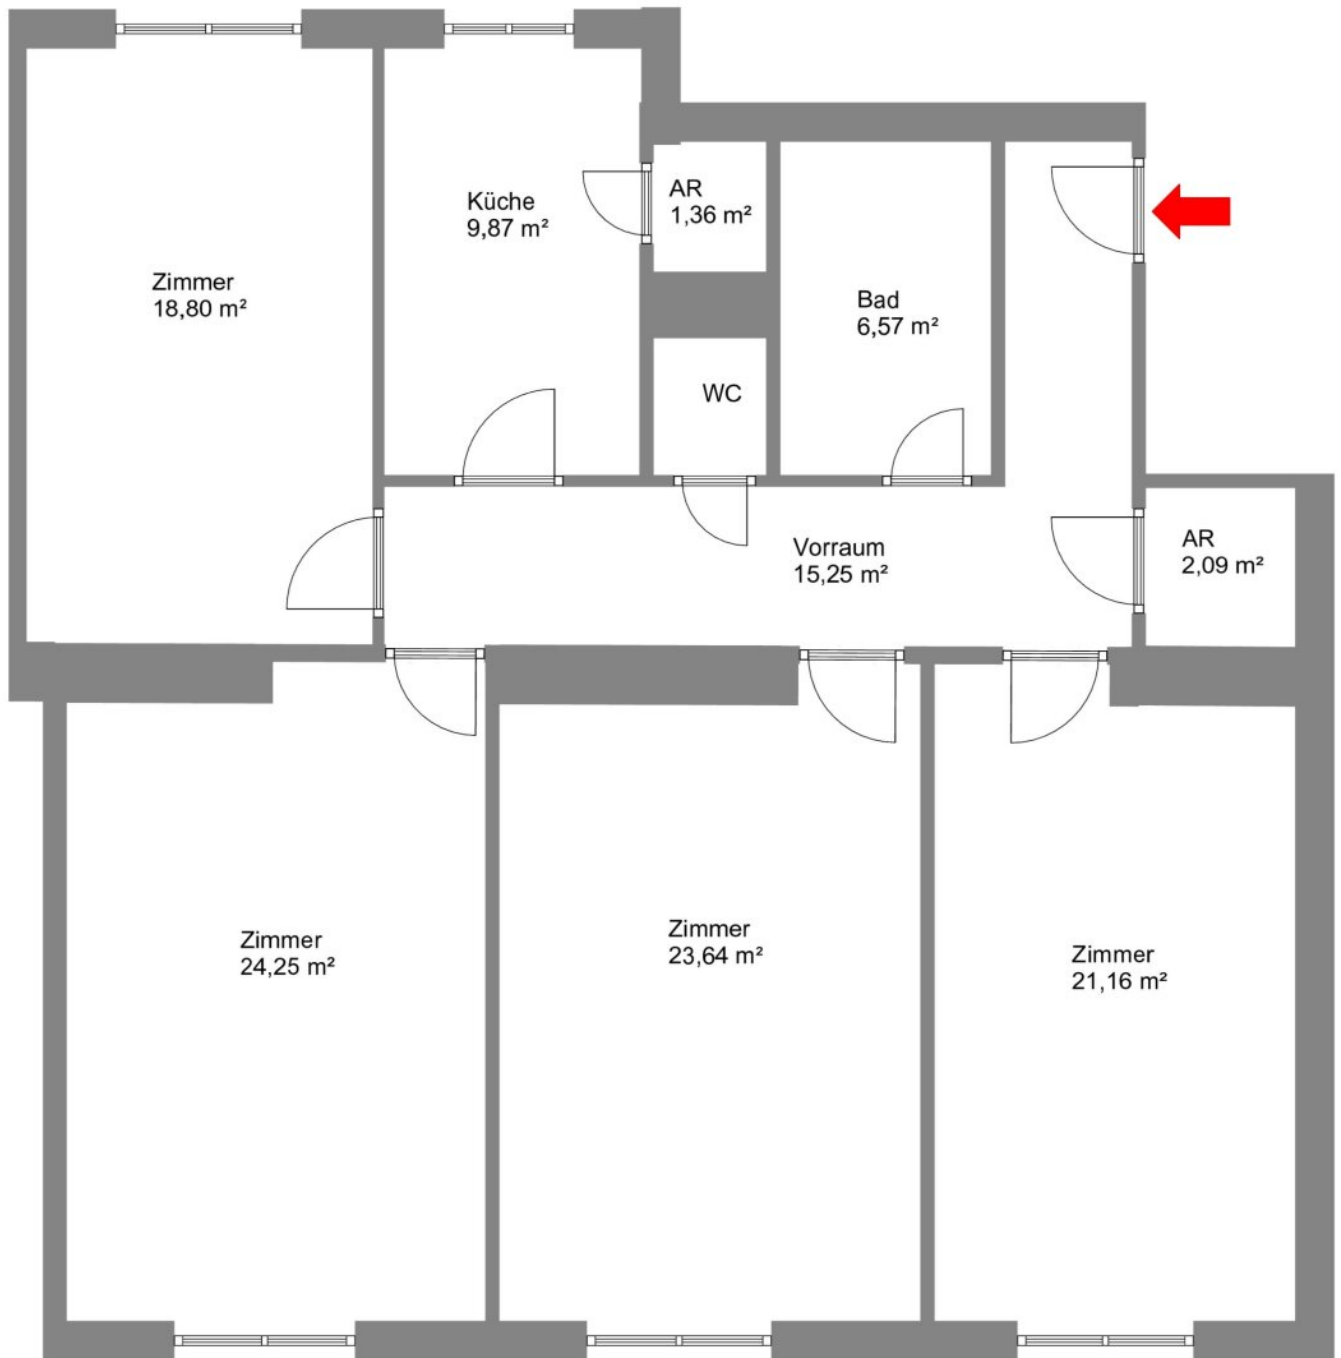 Küche
9,87 m²
AR
1,36 m²
Zimmer
18,80 m²
Bad
6,57 m²
WC
Vorraum
15,25 m²
AR
2,09 m²
Zimmer
24,25 m²
Zimmer
23,64 m²
Zimmer
21,16 m²